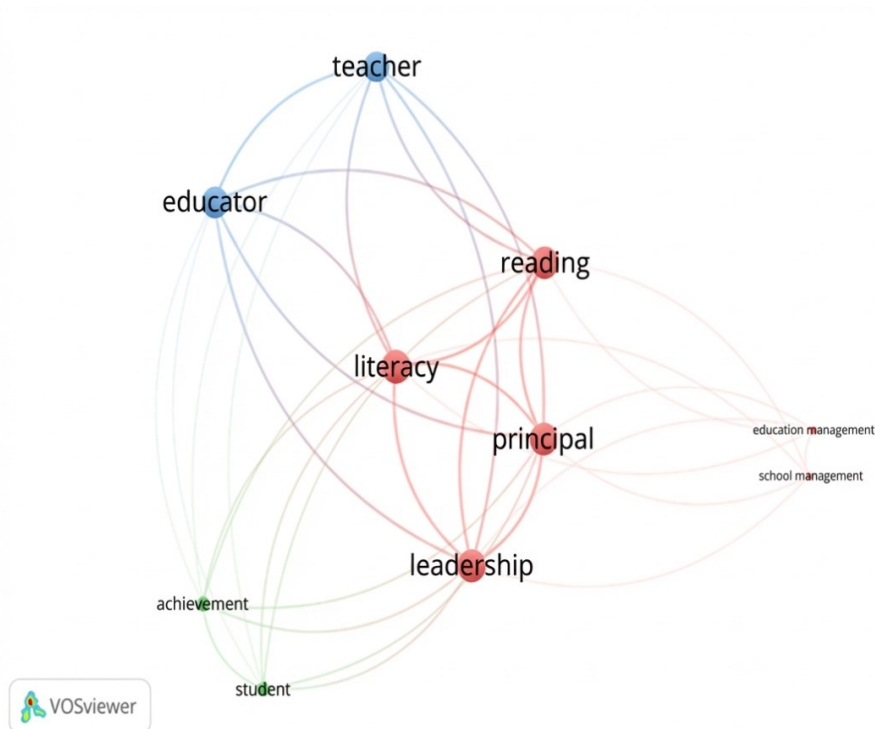 teacher
educator
reading
literacy
education management
principal
school management
leadership
achievement
student
VOSviewer